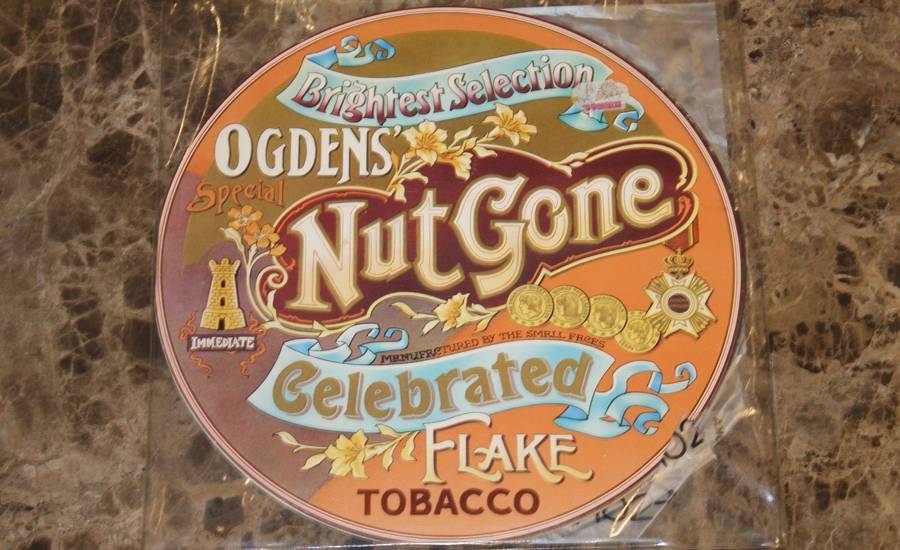 Brightest Selection
OGDENS'
Special
Nut Gone
IMMEDIATE
MANUFACTURED BY THE SMALL FACES
Celebrated
FLAKE
TOBACCO